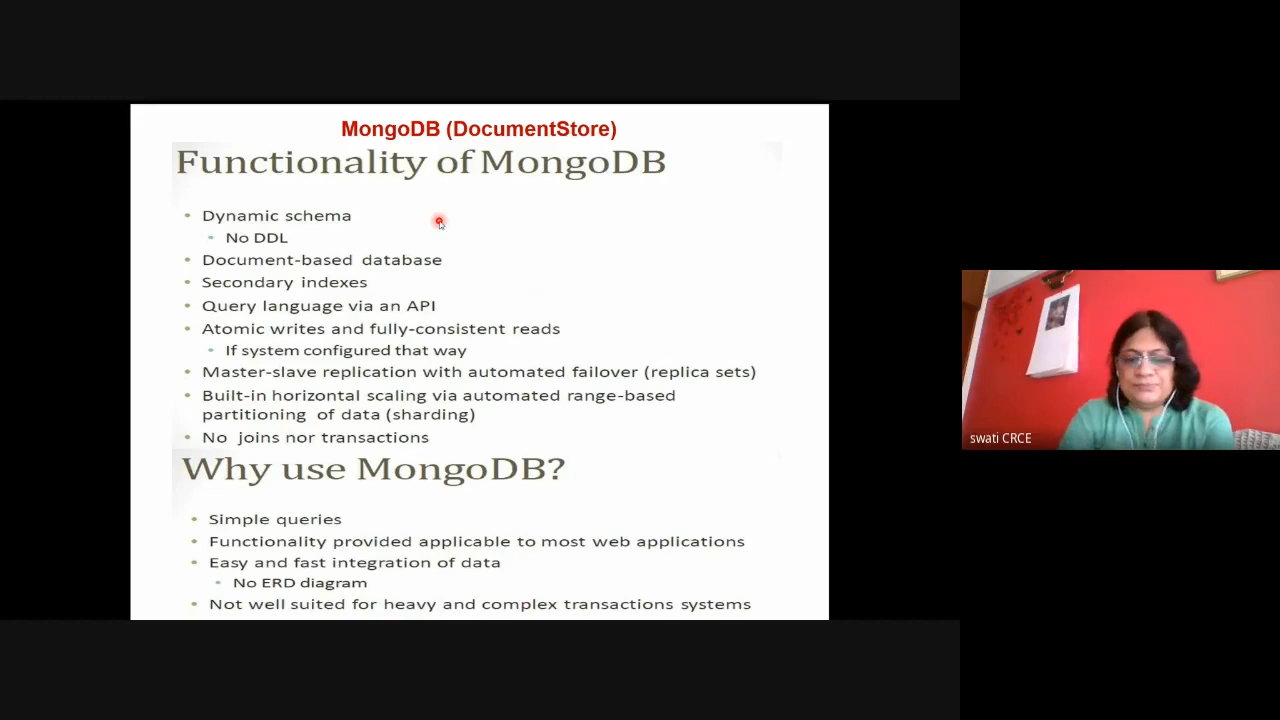 MongoDB (DocumentStore)
Functionality of MongoDB
• Dynamic schema
• No DDL
• Document-based database
• Secondary indexes
• Query language via an API
• Atomic writes and fully-consistent reads
• If system configured that way
• Master-slave replication with automated failover (replica sets)
• Built-in horizontal scaling via automated range-based
partitioning of data (sharding)
• No joins nor transactions
Why use MongoDB?
• Simple queries
• Functionality provided applicable to most web applications
• Easy and fast integration of data
• No ERD diagram
• Not well suited for heavy and complex transactions systems
swati CRCE